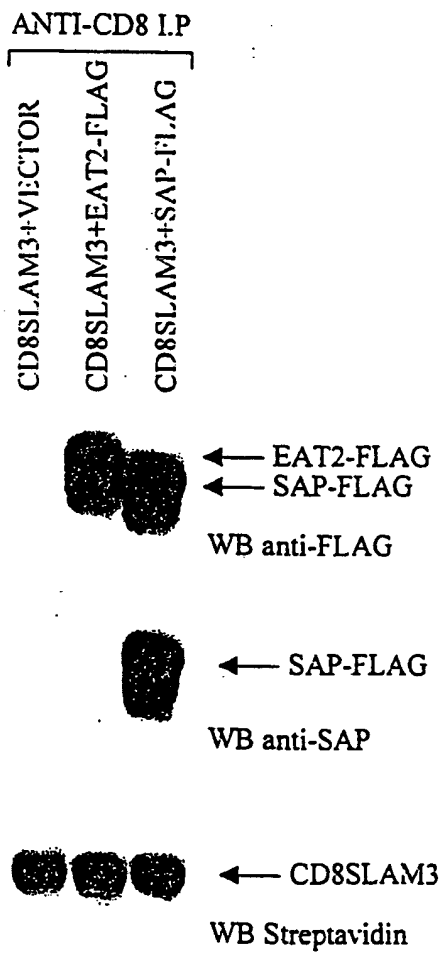 ANTI-CD8 I.P
CD8SLAM3+VECTOR
CD8SLAM3+EAT2-FLAG
CD8SLAM3+SAP-FLAG
EAT2-FLAG
SAP-FLAG
WB anti-FLAG
SAP-FLAG
WB anti-SAP
CD8SLAM3
WB Streptavidin